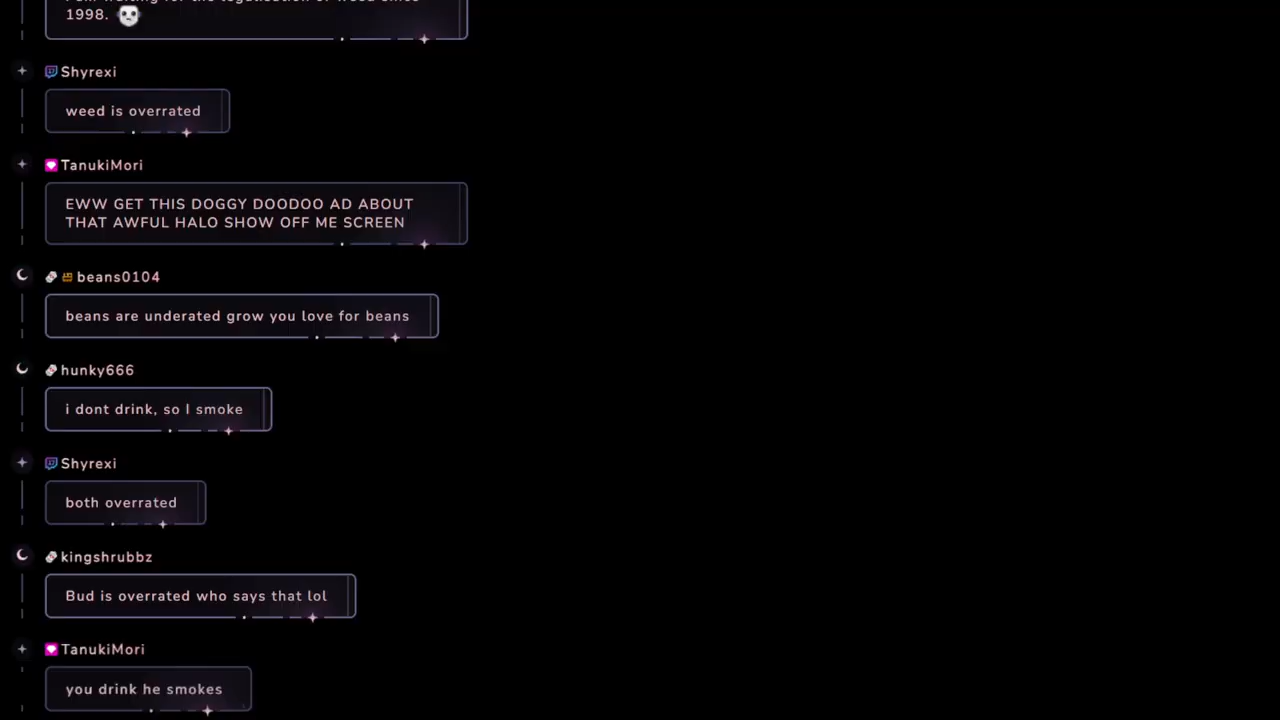 1998.
Shyrexi
weed is overrated
TanukiMori
EWW GET THIS DOGGY DOODOO AD ABOUT
THAT AWFUL HALO SHOW OFF ME SCREEN
beans0104
beans are underated grow you love for beans
hunky666
i dont drink, so I smoke
Shyrexi
both overrated
kingshrubbz
Bud is overrated who says that lol
TanukiMori
you drink he smokes